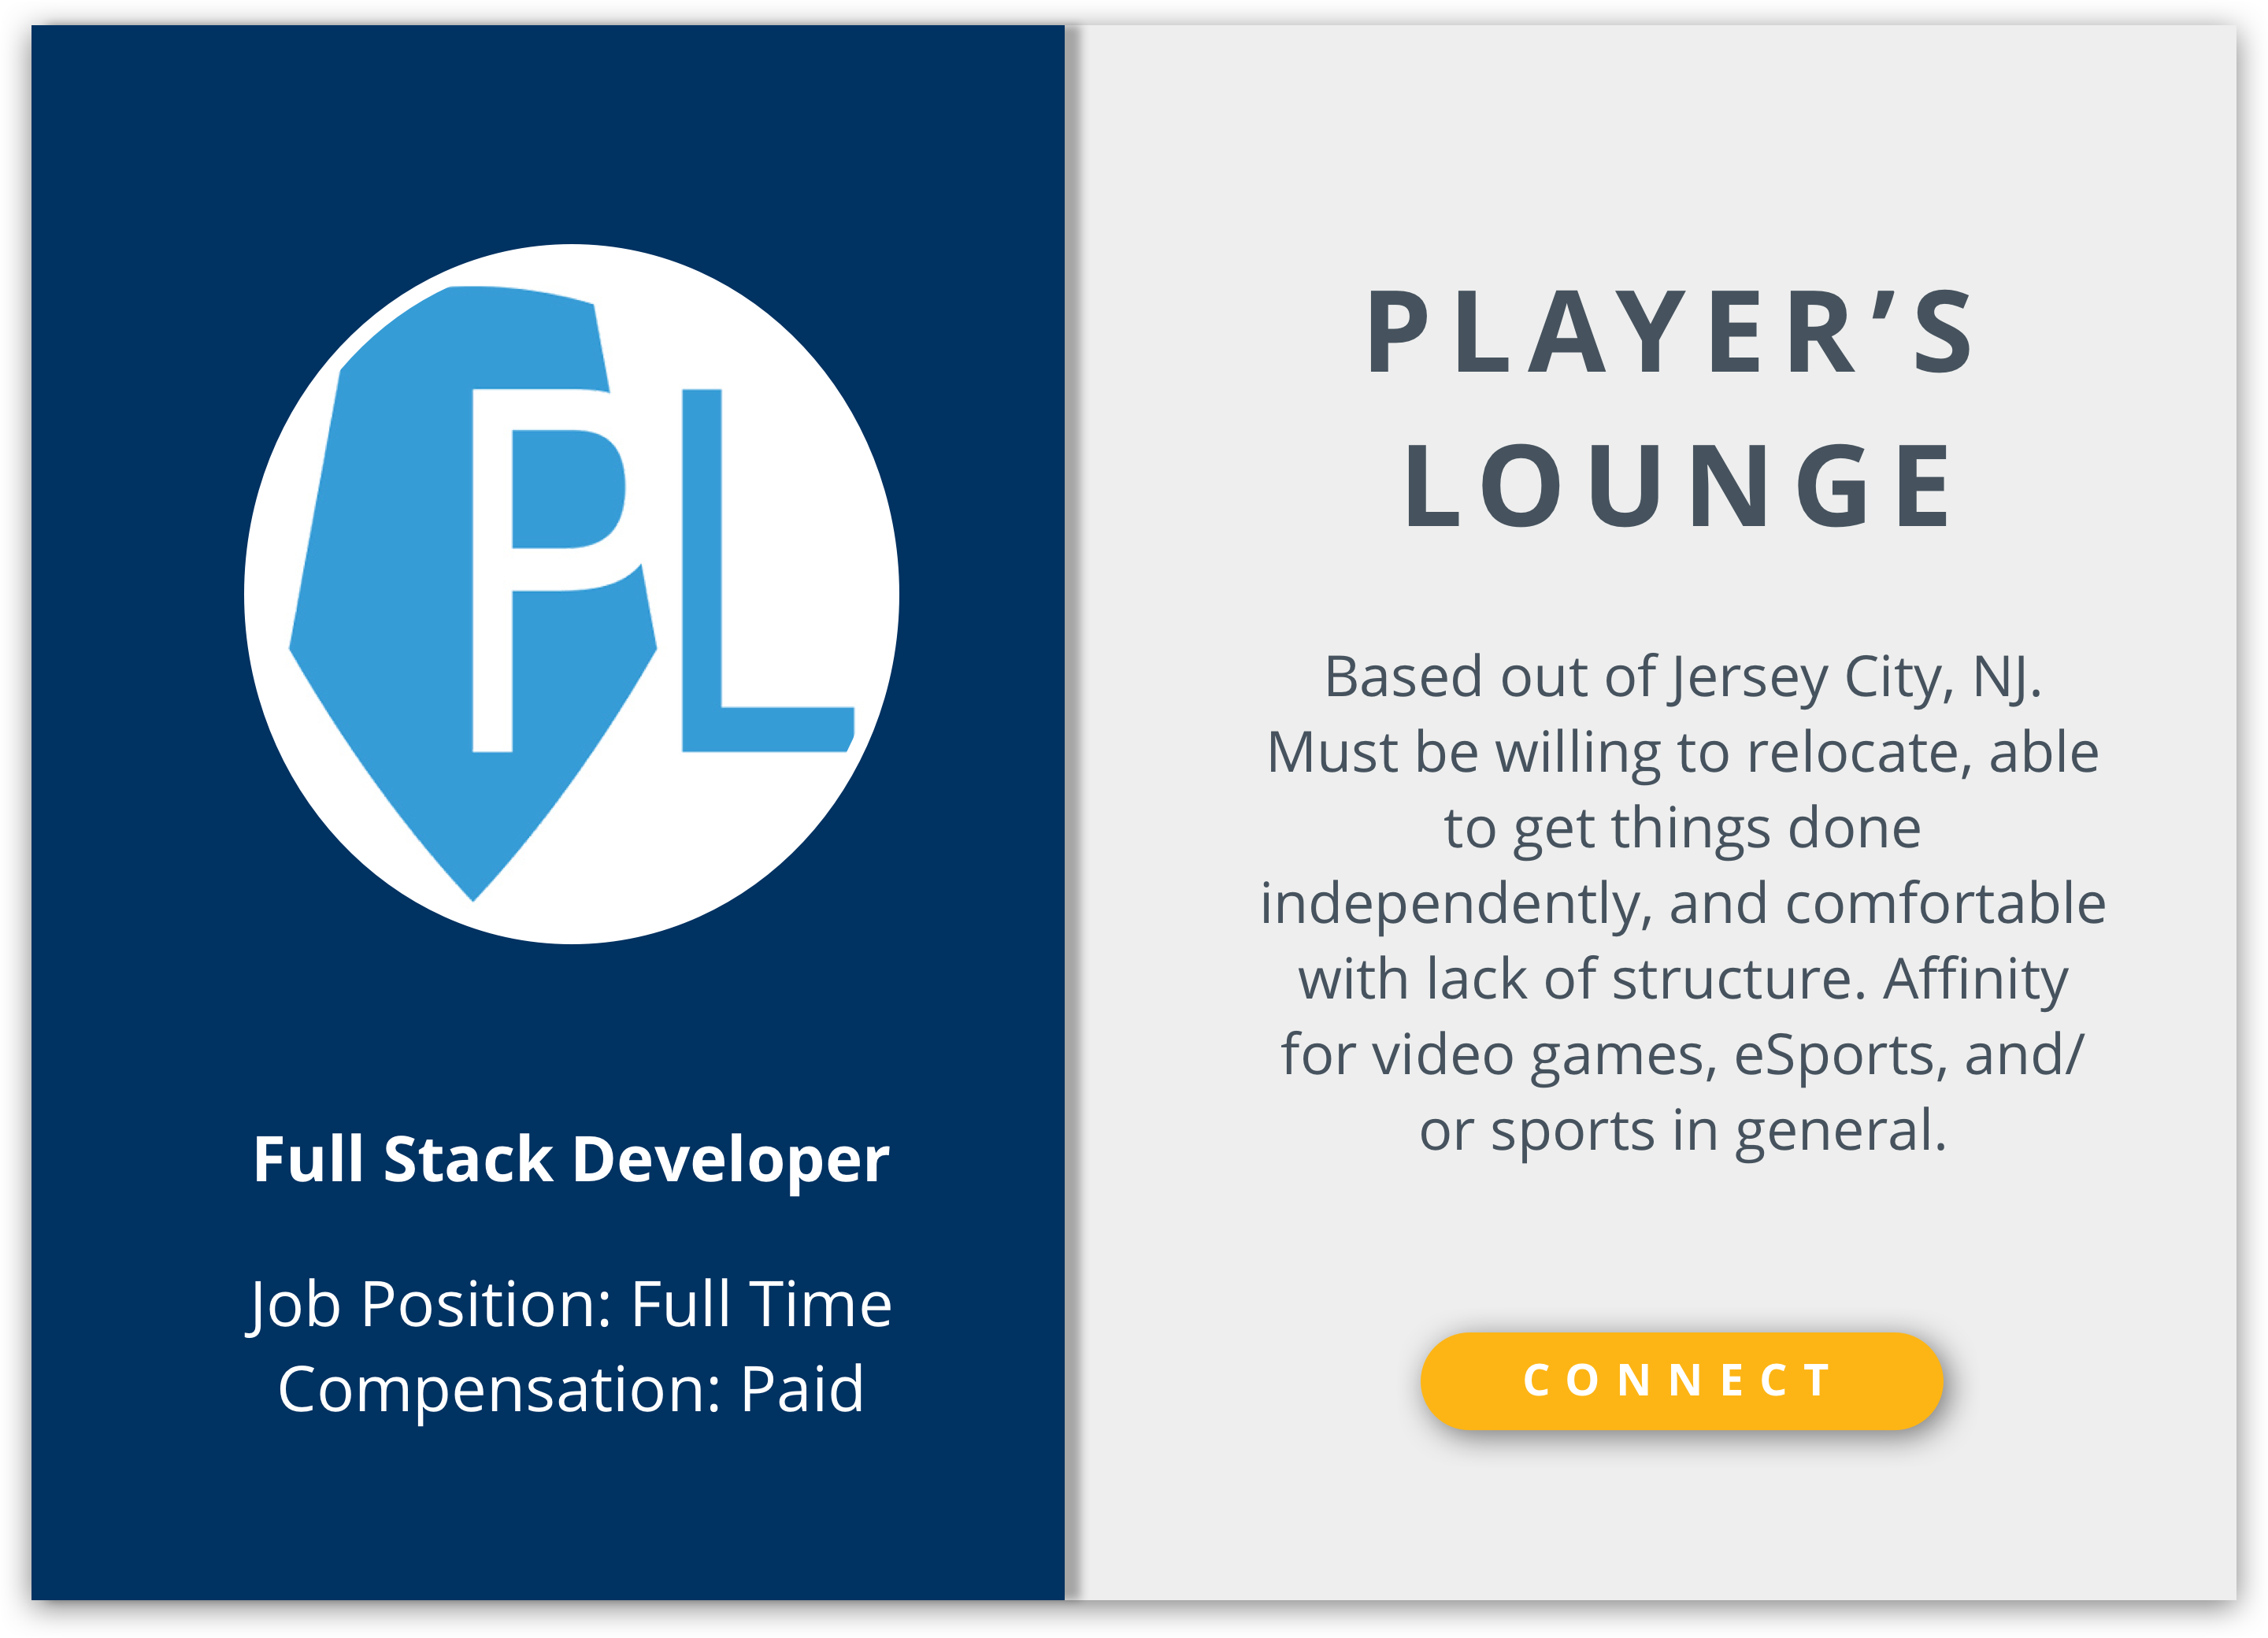 PL
Full Stack Developer
Job Position: Full Time
Compensation: Paid
PLAYER’S
LOUNGE
Based out of Jersey City, NJ.
Must be willing to relocate, able
to get things done
independently, and comfortable
with lack of structure. Affinity
for video games, eSports, and/
or sports in general.
CONNECT